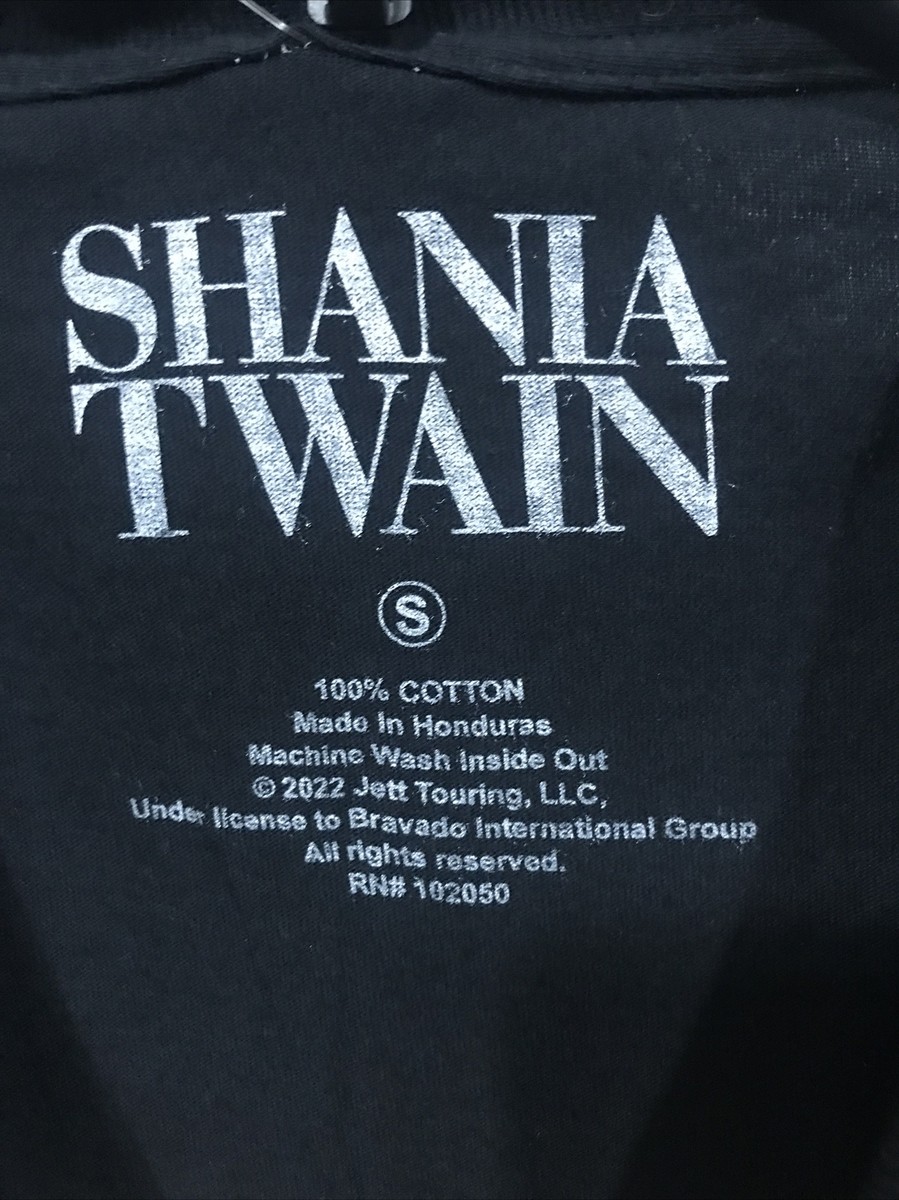 SHANIA
TWAIN
S
100% COTTON
Made In Honduras
Machine Wash Inside Out
© 2022 Jett Touring, LLC,
Under license to Bravado International Group
All rights reserved.
RN# 102050